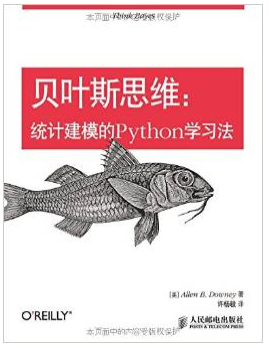 本页面中的内容受版权保护
Think Bayes
贝叶斯思维：
统计建模的Python学习法
[美] Allen B. Downey 著
许杨毅 译
O'REILLY®
人民邮电出版社
POSTS & TELECOM PRESS
本页面中的内容受版权保护